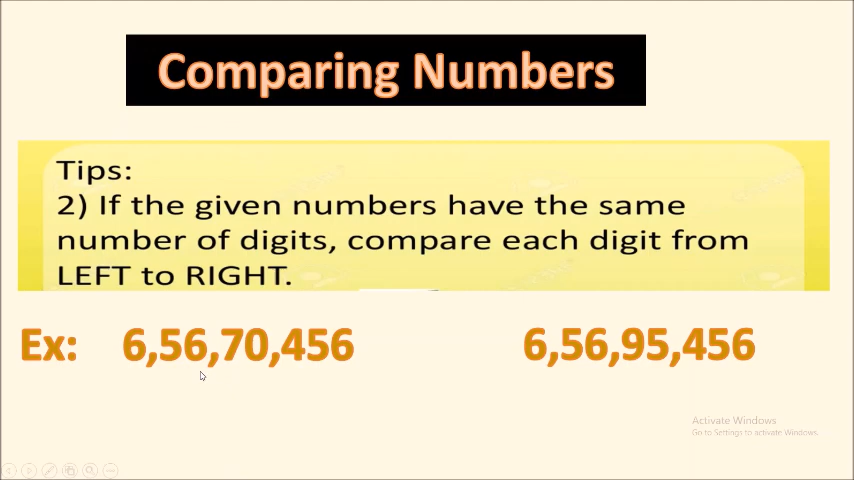 Comparing Numbers
Tips:
2) If the given numbers have the same
number of digits, compare each digit from
LEFT to RIGHT.
Ex: 6,56,70,456 6,56,95,456
Activate Windows
Go to Settings to activate Windows.